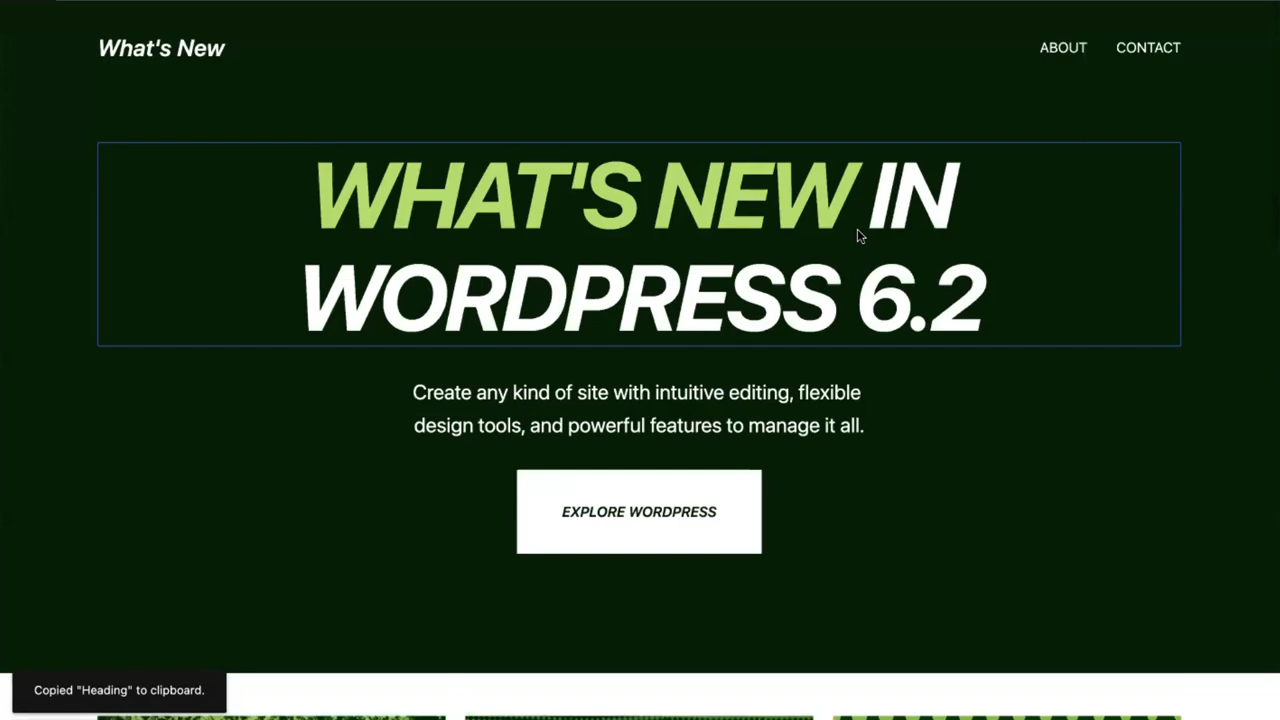 What's New
ABOUT CONTACT
WHAT'S NEW IN
WORDPRESS 6.2
Create any kind of site with intuitive editing, flexible
design tools, and powerful features to manage it all.
EXPLORE WORDPRESS
Copied "Heading" to clipboard.